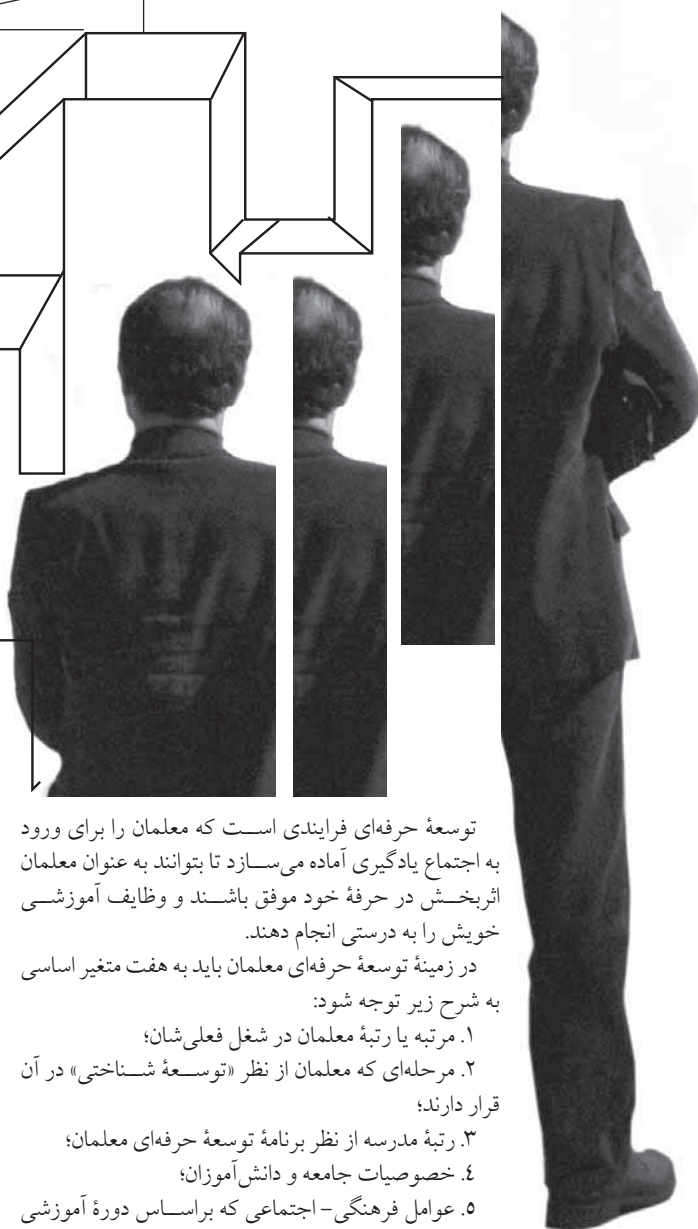 توسعهٔ حرفه‌ای فرایندی است که معلمان را برای ورود
به اجتماع یادگیری آماده می‌سازد تا بتوانند به عنوان معلمان
اثربخش در حرفهٔ خود موفق باشند و وظایف آموزشی
خویش را به درستی انجام دهند.
در زمینهٔ توسعهٔ حرفه‌ای معلمان باید به هفت متغیر اساسی
به شرح زیر توجه شود:
۱. مرتبه یا رتبهٔ معلمان در شغل فعلی‌شان؛
۲. مرحله‌ای که معلمان از نظر «توسعهٔ شناختی» در آن
قرار دارند؛
۳. رتبهٔ مدرسه از نظر برنامهٔ توسعهٔ حرفه‌ای معلمان؛
۴. خصوصیات جامعه و دانش‌آموزان؛
۵. عوامل فرهنگی- اجتماعی که براساس دورهٔ آموزشی